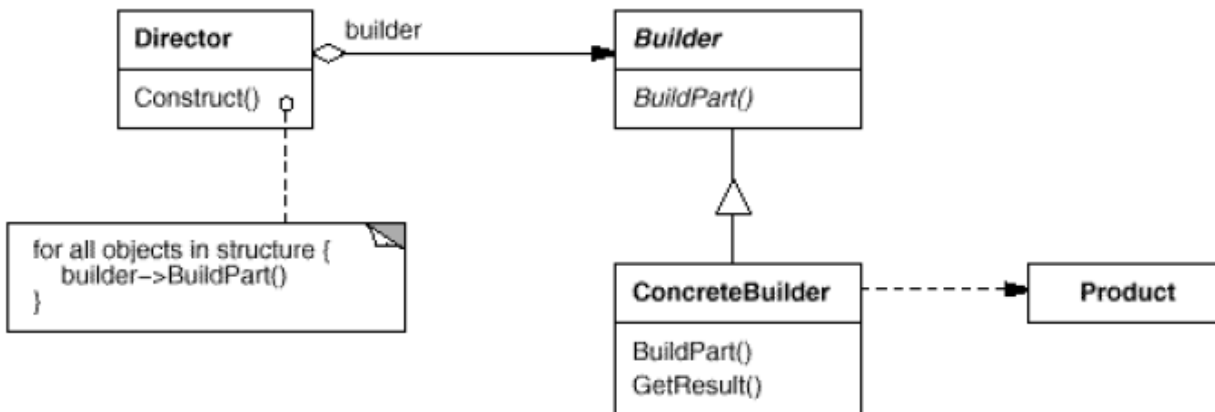 Director
Construct()
builder
Builder
BuildPart()
for all objects in structure {
builder->BuildPart()
}
ConcreteBuilder
BuildPart()
GetResult()
Product